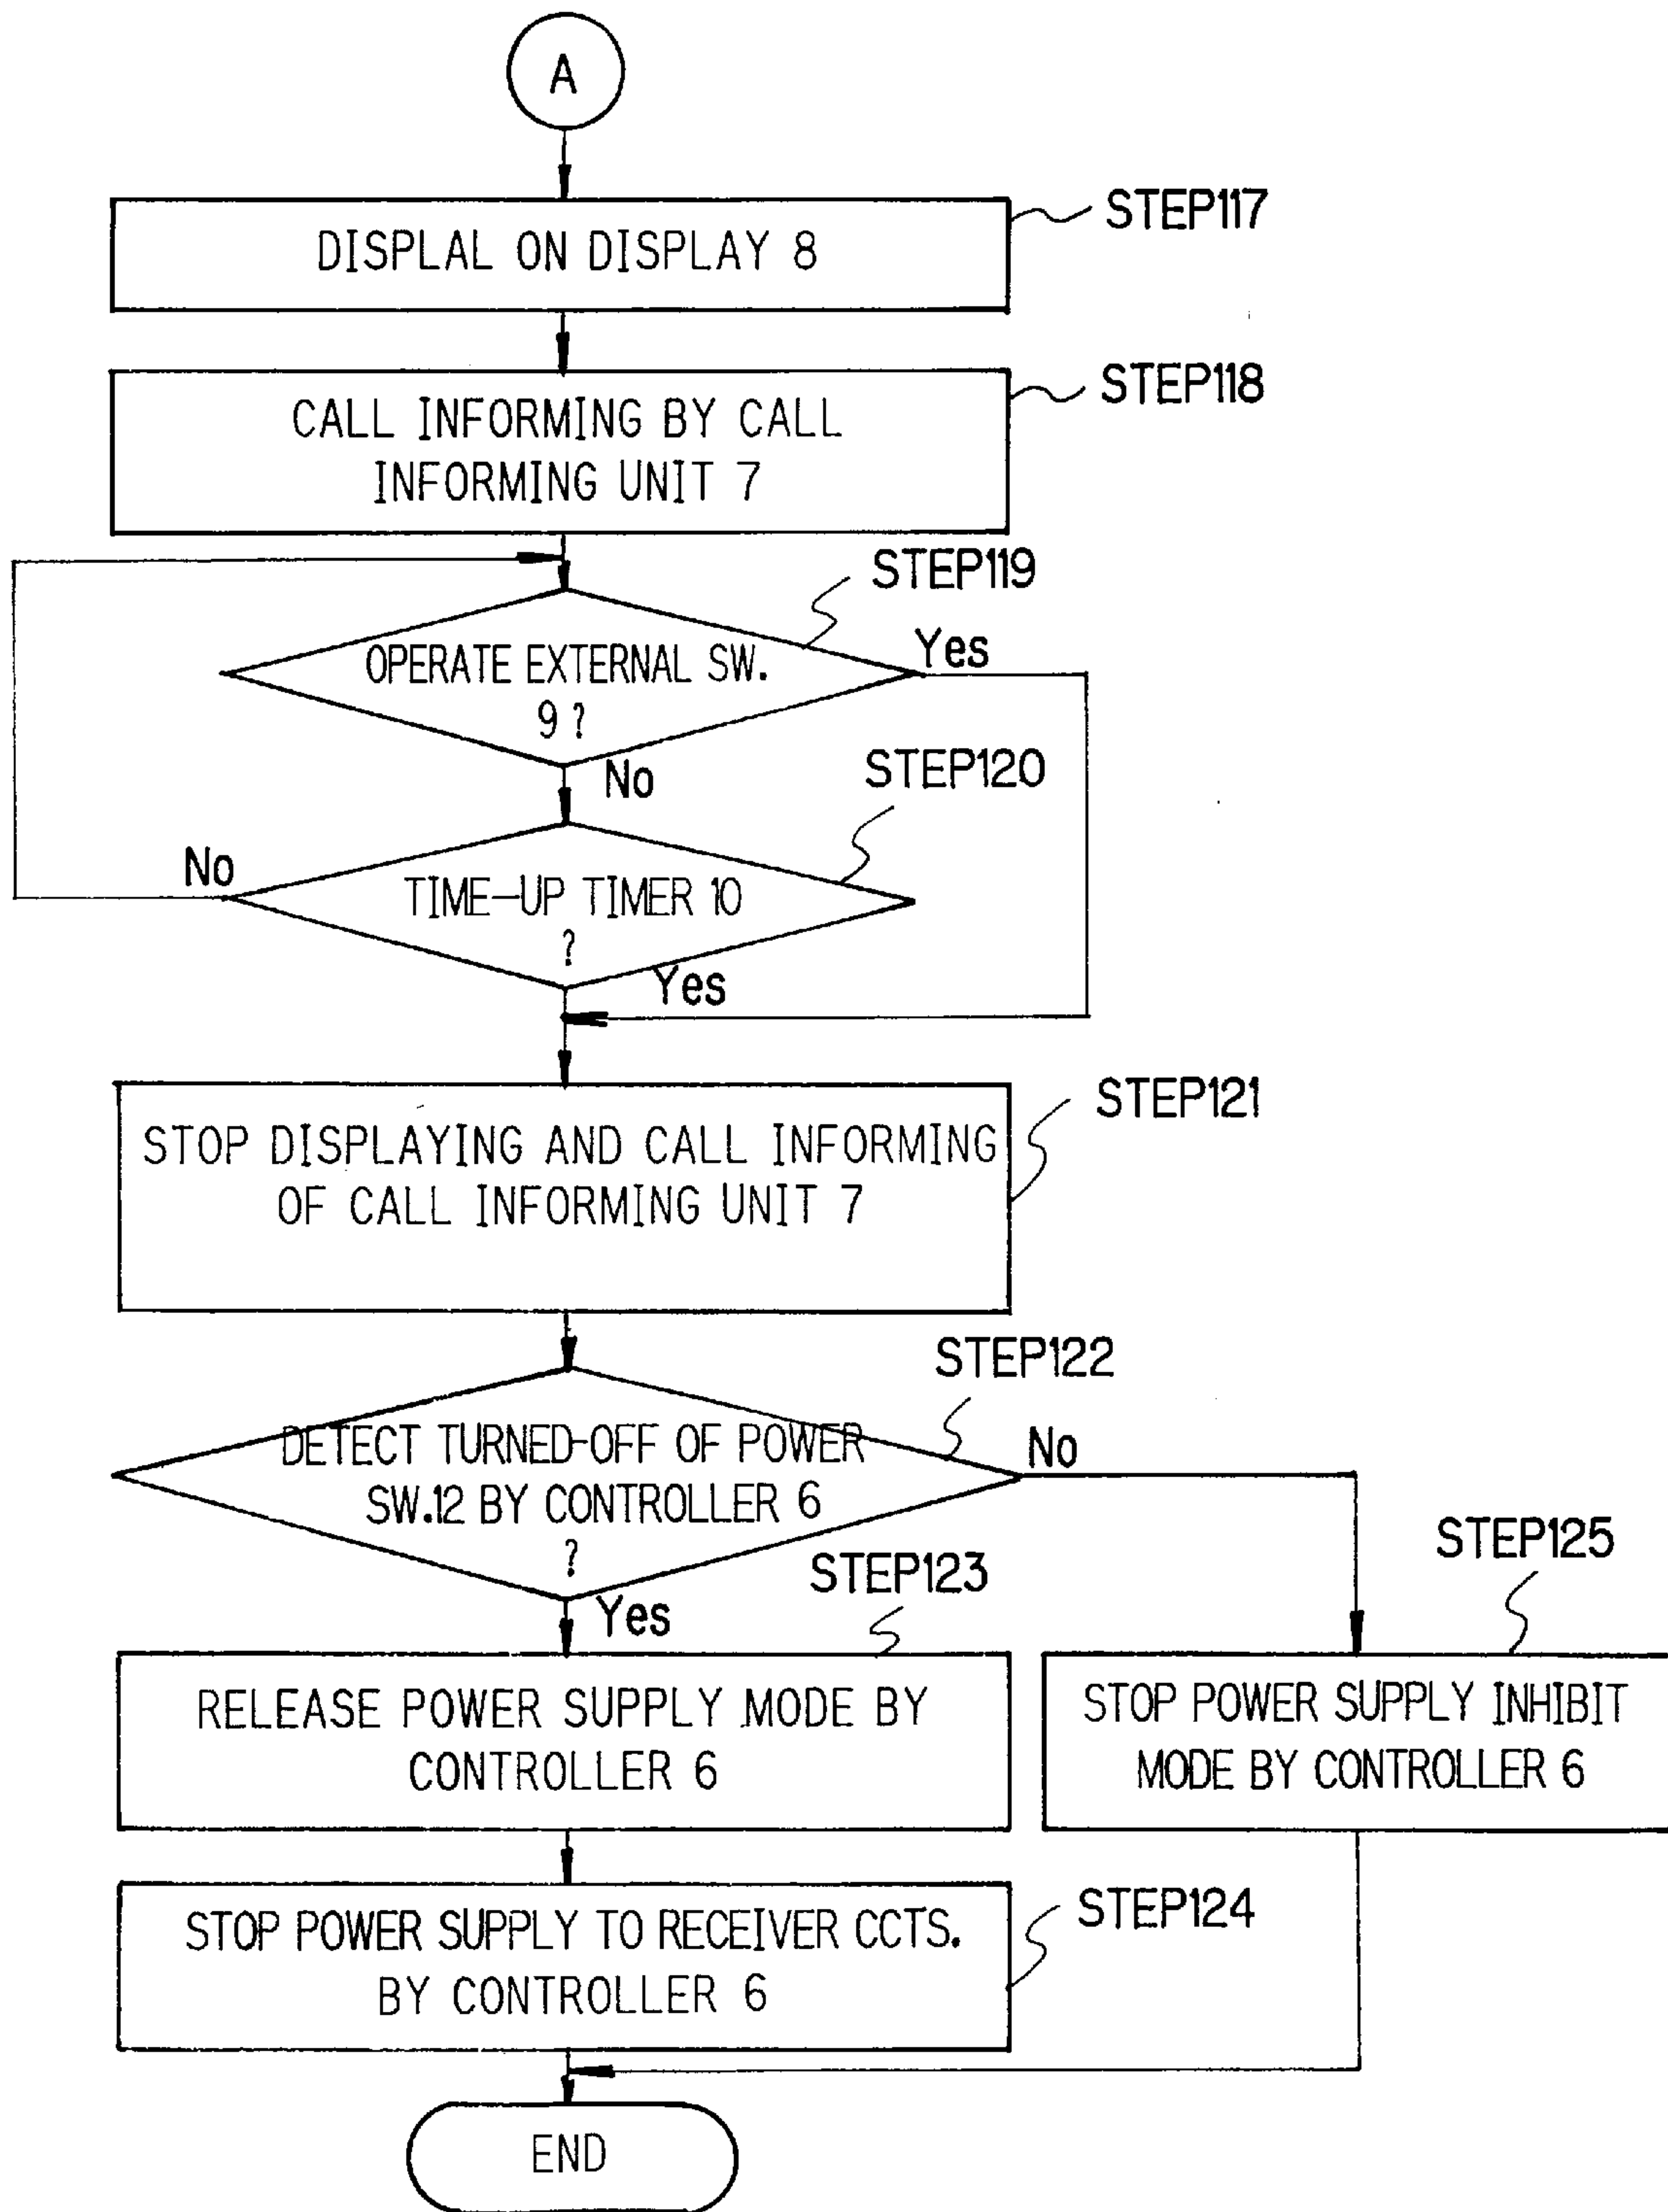 A
STEP117
DISPLAL ON DISPLAY 8
STEP118
CALL INFORMING BY CALL
INFORMING UNIT 7
STEP119
OPERATE EXTERNAL SW.
9 ?
Yes
No
STEP120
TIME-UP TIMER 10
?
No
Yes
STEP121
STOP DISPLAYING AND CALL INFORMING
OF CALL INFORMING UNIT 7
STEP122
DETECT TURNED-OFF OF POWER
SW.12 BY CONTROLLER 6
?
No
Yes
STEP123
RELEASE POWER SUPPLY MODE BY
CONTROLLER 6
STEP125
STOP POWER SUPPLY INHIBIT
MODE BY CONTROLLER 6
STEP124
STOP POWER SUPPLY TO RECEIVER CCTS.
BY CONTROLLER 6
END